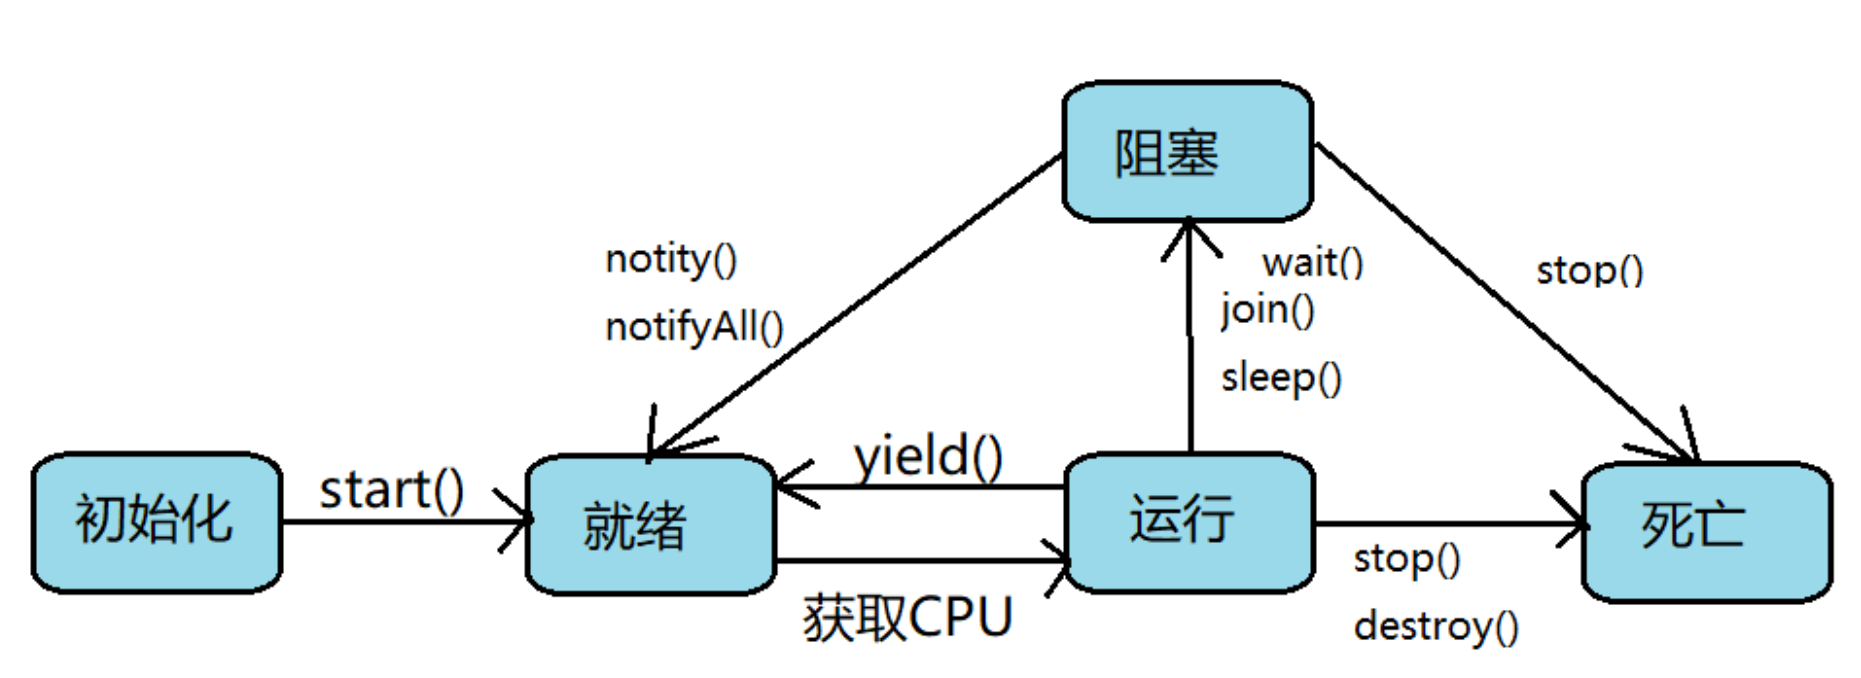 阻塞
notity()
notifyAll()
wait()
join()
sleep()
stop()
初始化
start()
就绪
yield()
获取CPU
运行
stop()
destroy()
死亡